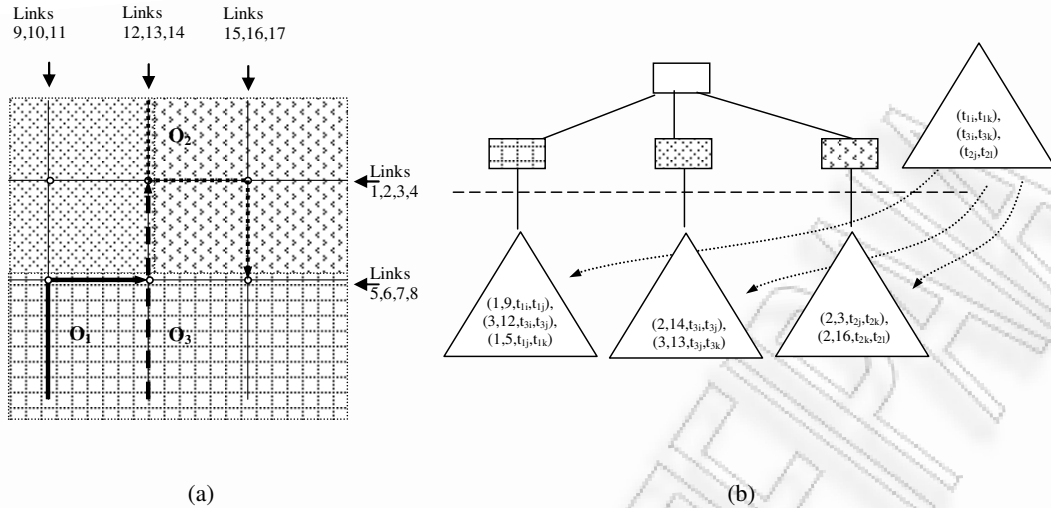 Links
9,10,11
Links
12,13,14
Links
15,16,17
O2
Links
1,2,3,4
Links
5,6,7,8
O1
O3
(a)
(t1i,t1k),
(t3i,t3k),
(t2j,t2l)
(1,9,t1i,t1j),
(3,12,t3i,t3j),
(1,5,t1j,t1k)
(2,14,t3i,t3j),
(3,13,t3j,t3k)
(2,3,t2j,t2k),
(2,16,t2k,t2l)
(b)